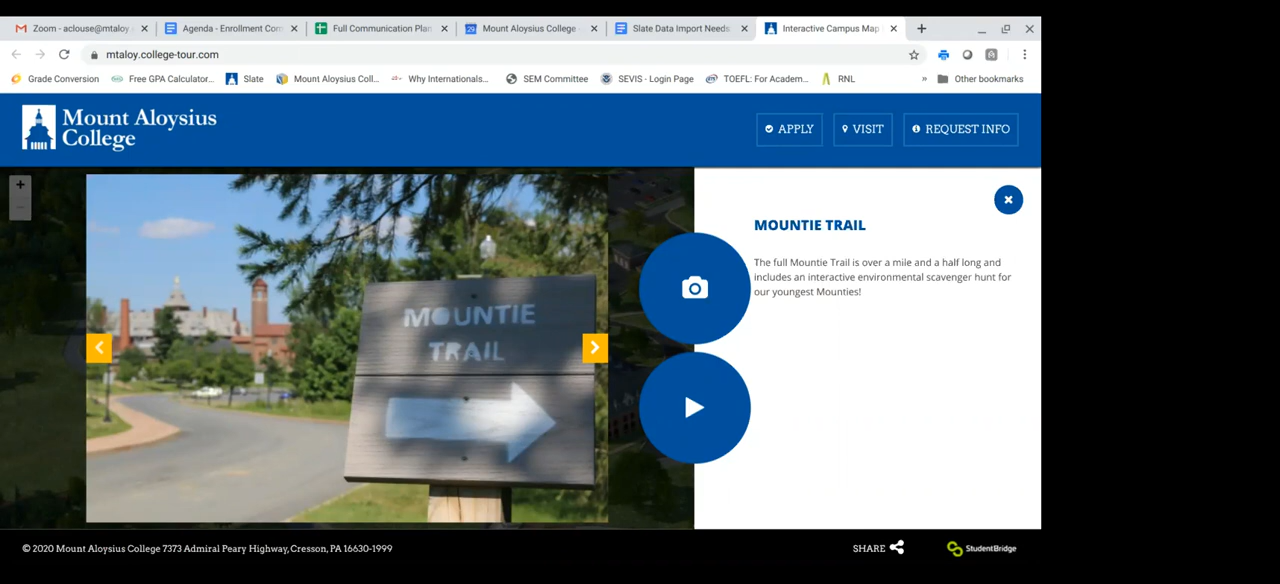 Zoom - aclouse@mtaloy
Agenda - Enrollment Com
Full Communication Plan
Mount Aloysius College -
Slate Data Import Needs
Interactive Campus Map
mtaloy.college-tour.com
Grade Conversion
Free GPA Calculator...
Slate
Mount Aloysius Coll...
Why Internationals...
SEM Committee
SEVIS - Login Page
TOEFL: For Academ...
RNL
»
Other bookmarks
Mount Aloysius
College
APPLY
VISIT
REQUEST INFO
MOUNTIE
TRAIL
MOUNTIE TRAIL
The full Mountie Trail is over a mile and a half long and
includes an interactive environmental scavenger hunt for
our youngest Mounties!
© 2020 Mount Aloysius College 7373 Admiral Peary Highway, Cresson, PA 16630-1999
SHARE
StudentBridge